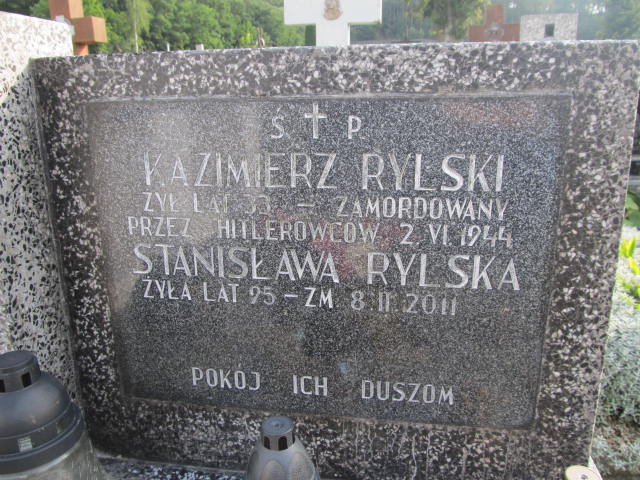 Ś † P
KAZIMIERZ RYLSKI
ŻYŁ LAT 33 – ZAMORDOWANY
PRZEZ HITLEROWCÓW 2.VI.1944
STANISŁAWA RYLSKA
ŻYŁA LAT 95 – ZM. 8.II.2011
POKÓJ ICH DUSZOM